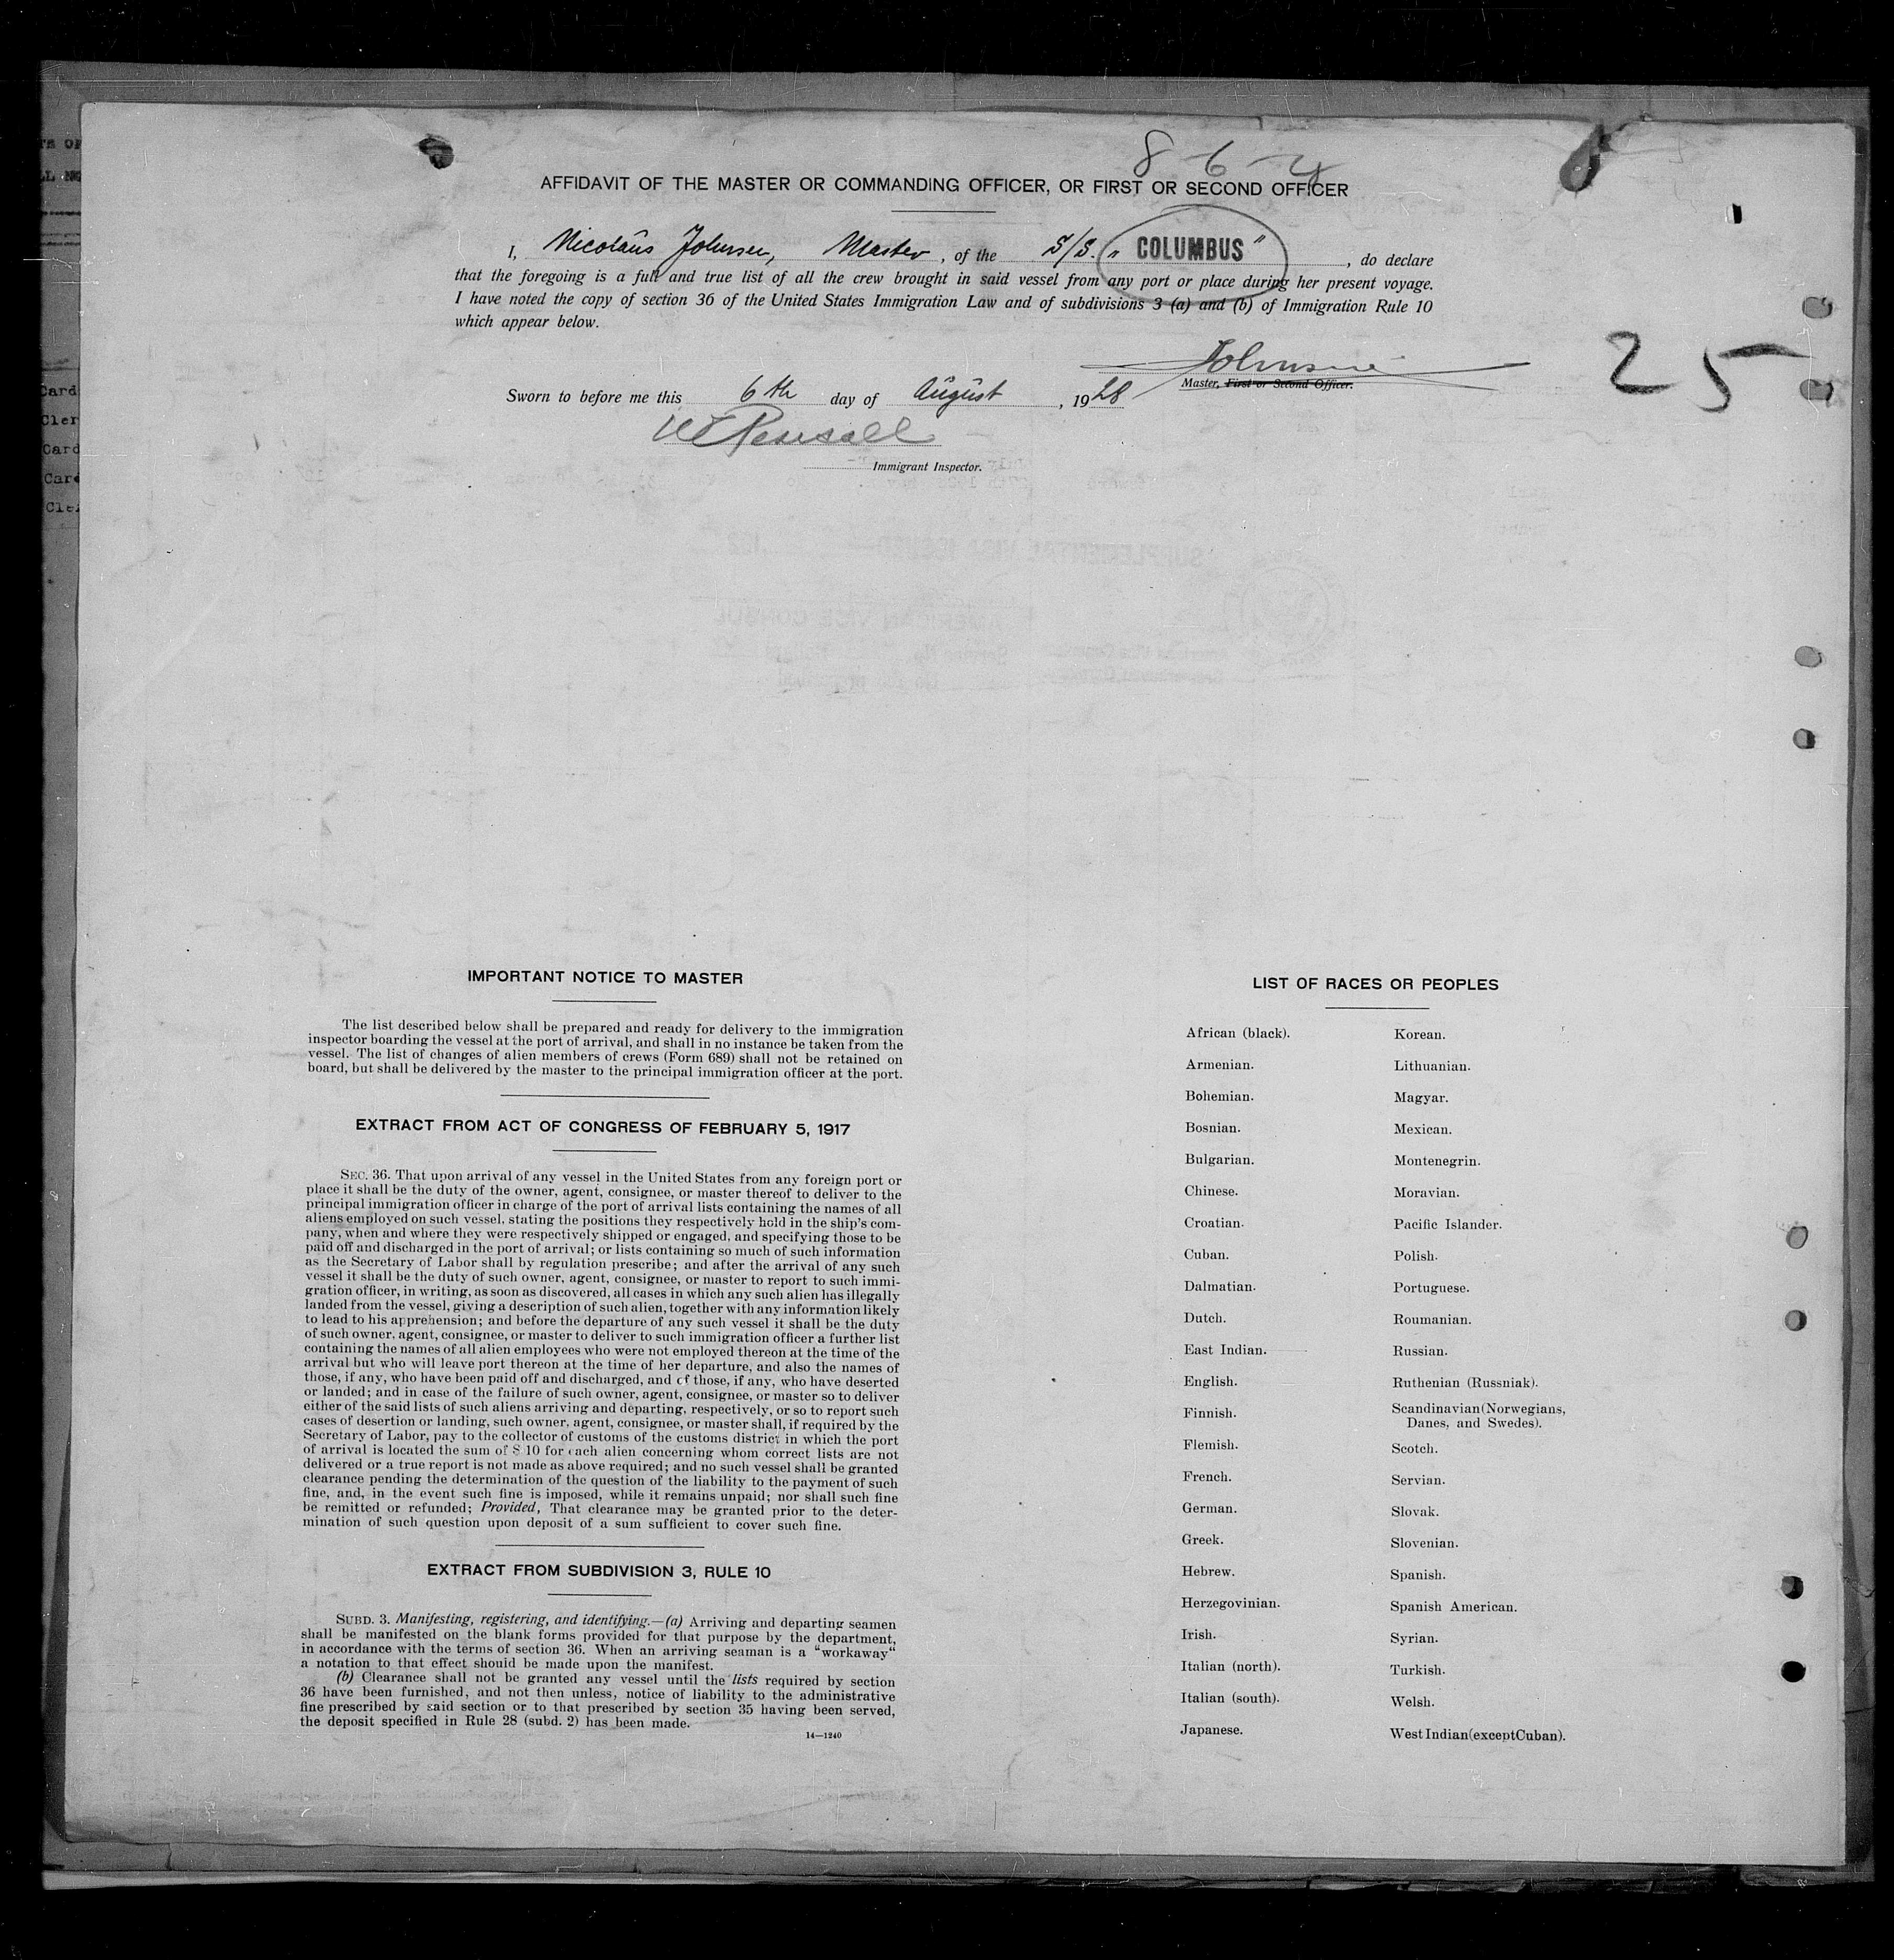 8-6-
AFFIDAVIT OF THE MASTER OR COMMANDING OFFICER, OR FIRST OR SECOND OFFICER
I, Nicolaus Johnsen, Master, of the S/S. "COLUMBUS", do declare
that the foregoing is a full and true list of all the crew brought in said vessel from any port or place during her present voyage.
I have noted the copy of section 36 of the United States Immigration Law and of subdivisions 3 (a) and (b) of Immigration Rule 10
which appear below.
Johnsen
25
Master, First or Second Officer.
Sworn to before me this 6th day of August, 1928
Immigrant Inspector.
Card
Cler
Card
Card
Cler
IMPORTANT NOTICE TO MASTER
The list described below shall be prepared and ready for delivery to the immigration
inspector boarding the vessel at the port of arrival, and shall in no instance be taken from the
vessel. The list of changes of alien members of crews (Form 689) shall not be retained on
board, but shall be delivered by the master to the principal immigration officer at the port.
EXTRACT FROM ACT OF CONGRESS OF FEBRUARY 5, 1917
SEC. 36. That upon arrival of any vessel in the United States from any foreign port or
place it shall be the duty of the owner, agent, consignee, or master thereof to deliver to the
principal immigration officer in charge of the port of arrival lists containing the names of all
aliens employed on such vessel, stating the positions they respectively hold in the ship's com-
pany, when and where they were respectively shipped or engaged, and specifying those to be
paid off and discharged in the port of arrival; or lists containing so much of such information
as the Secretary of Labor shall by regulation prescribe; and after the arrival of any such
vessel it shall be the duty of such owner, agent, consignee, or master to report to such immi-
gration officer, in writing, as soon as discovered, all cases in which any such alien has illegally
landed from the vessel, giving a description of such alien, together with any information likely
to lead to his apprehension; and before the departure of any such vessel it shall be the duty
of such owner, agent, consignee, or master to deliver to such immigration officer a further list
containing the names of all alien employees who were not employed thereon at the time of the
arrival but who will leave port thereon at the time of her departure, and also the names of
those, if any, who have been paid off and discharged, and of those, if any, who have deserted
or landed; and in case of the failure of such owner, agent, consignee, or master so to deliver
either of the said lists of such aliens arriving and departing, respectively, or so to report such
cases of desertion or landing, such owner, agent, consignee, or master shall, if required by the
Secretary of Labor, pay to the collector of customs of the customs district in which the port
of arrival is located the sum of $ 10 for each alien concerning whom correct lists are not
delivered or a true report is not made as above required; and no such vessel shall be granted
clearance pending the determination of the question of the liability to the payment of such
fine, and, in the event such fine is imposed, while it remains unpaid; nor shall such fine
be remitted or refunded; Provided, That clearance may be granted prior to the deter-
mination of such question upon deposit of a sum sufficient to cover such fine.
EXTRACT FROM SUBDIVISION 3, RULE 10
SUBD. 3. Manifesting, registering, and identifying.—(a) Arriving and departing seamen
shall be manifested on the blank forms provided for that purpose by the department,
in accordance with the terms of section 36. When an arriving seaman is a "workaway"
a notation to that effect should be made upon the manifest.
(b) Clearance shall not be granted any vessel until the lists required by section
36 have been furnished, and not then unless, notice of liability to the administrative
fine prescribed by said section or to that prescribed by section 35 having been served,
the deposit specified in Rule 28 (subd. 2) has been made.
14—1240
LIST OF RACES OR PEOPLES
African (black).
Armenian.
Bohemian.
Bosnian.
Bulgarian.
Chinese.
Croatian.
Cuban.
Dalmatian.
Dutch.
East Indian.
English.
Finnish.
Flemish.
French.
German.
Greek.
Hebrew.
Herzegovinian.
Irish.
Italian (north).
Italian (south).
Japanese.
Korean.
Lithuanian.
Magyar.
Mexican.
Montenegrin.
Moravian.
Pacific Islander.
Polish.
Portuguese.
Roumanian.
Russian.
Ruthenian (Russniak).
Scandinavian (Norwegians,
Danes, and Swedes).
Scotch.
Servian.
Slovak.
Slovenian.
Spanish.
Spanish American.
Syrian.
Turkish.
Welsh.
West Indian (except Cuban).